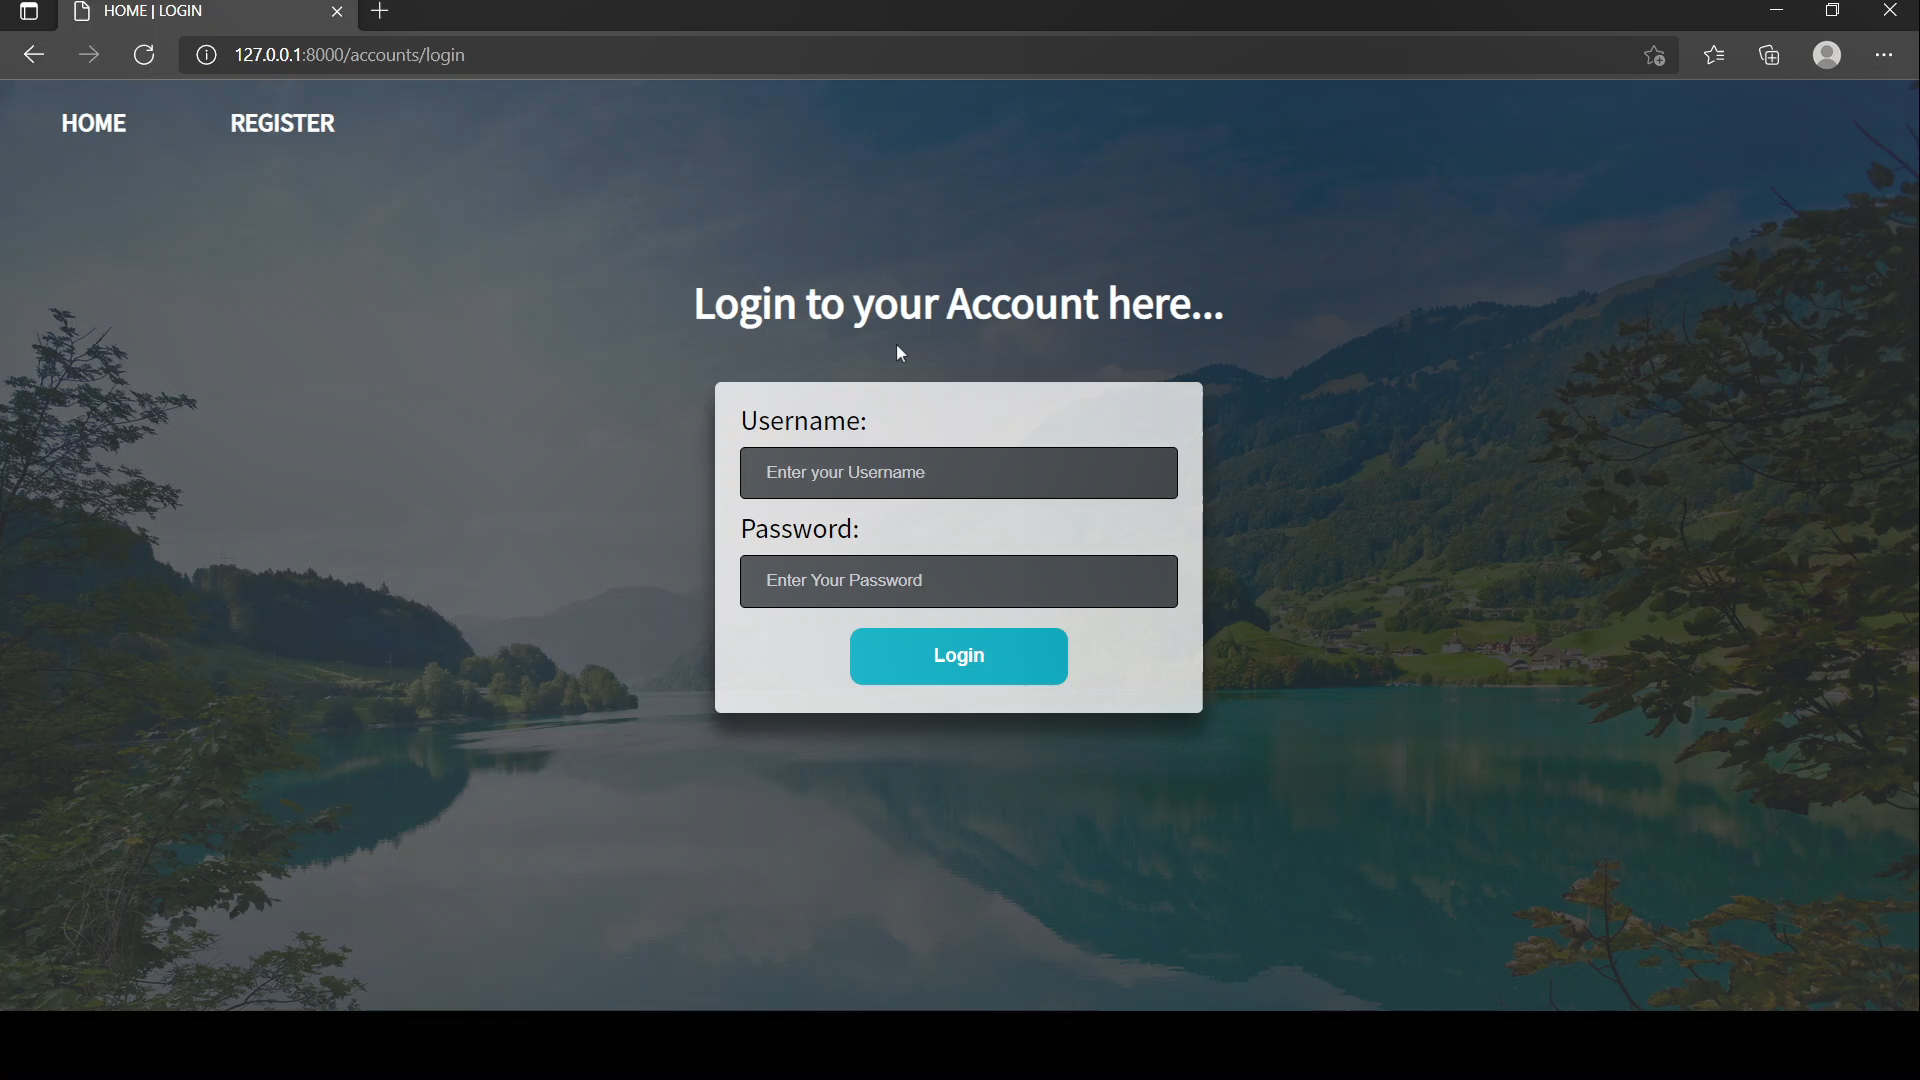 HOME | LOGIN
127.0.0.1:8000/accounts/login
HOME
REGISTER
Login to your Account here...
Username:
Enter your Username
Password:
Enter Your Password
Login